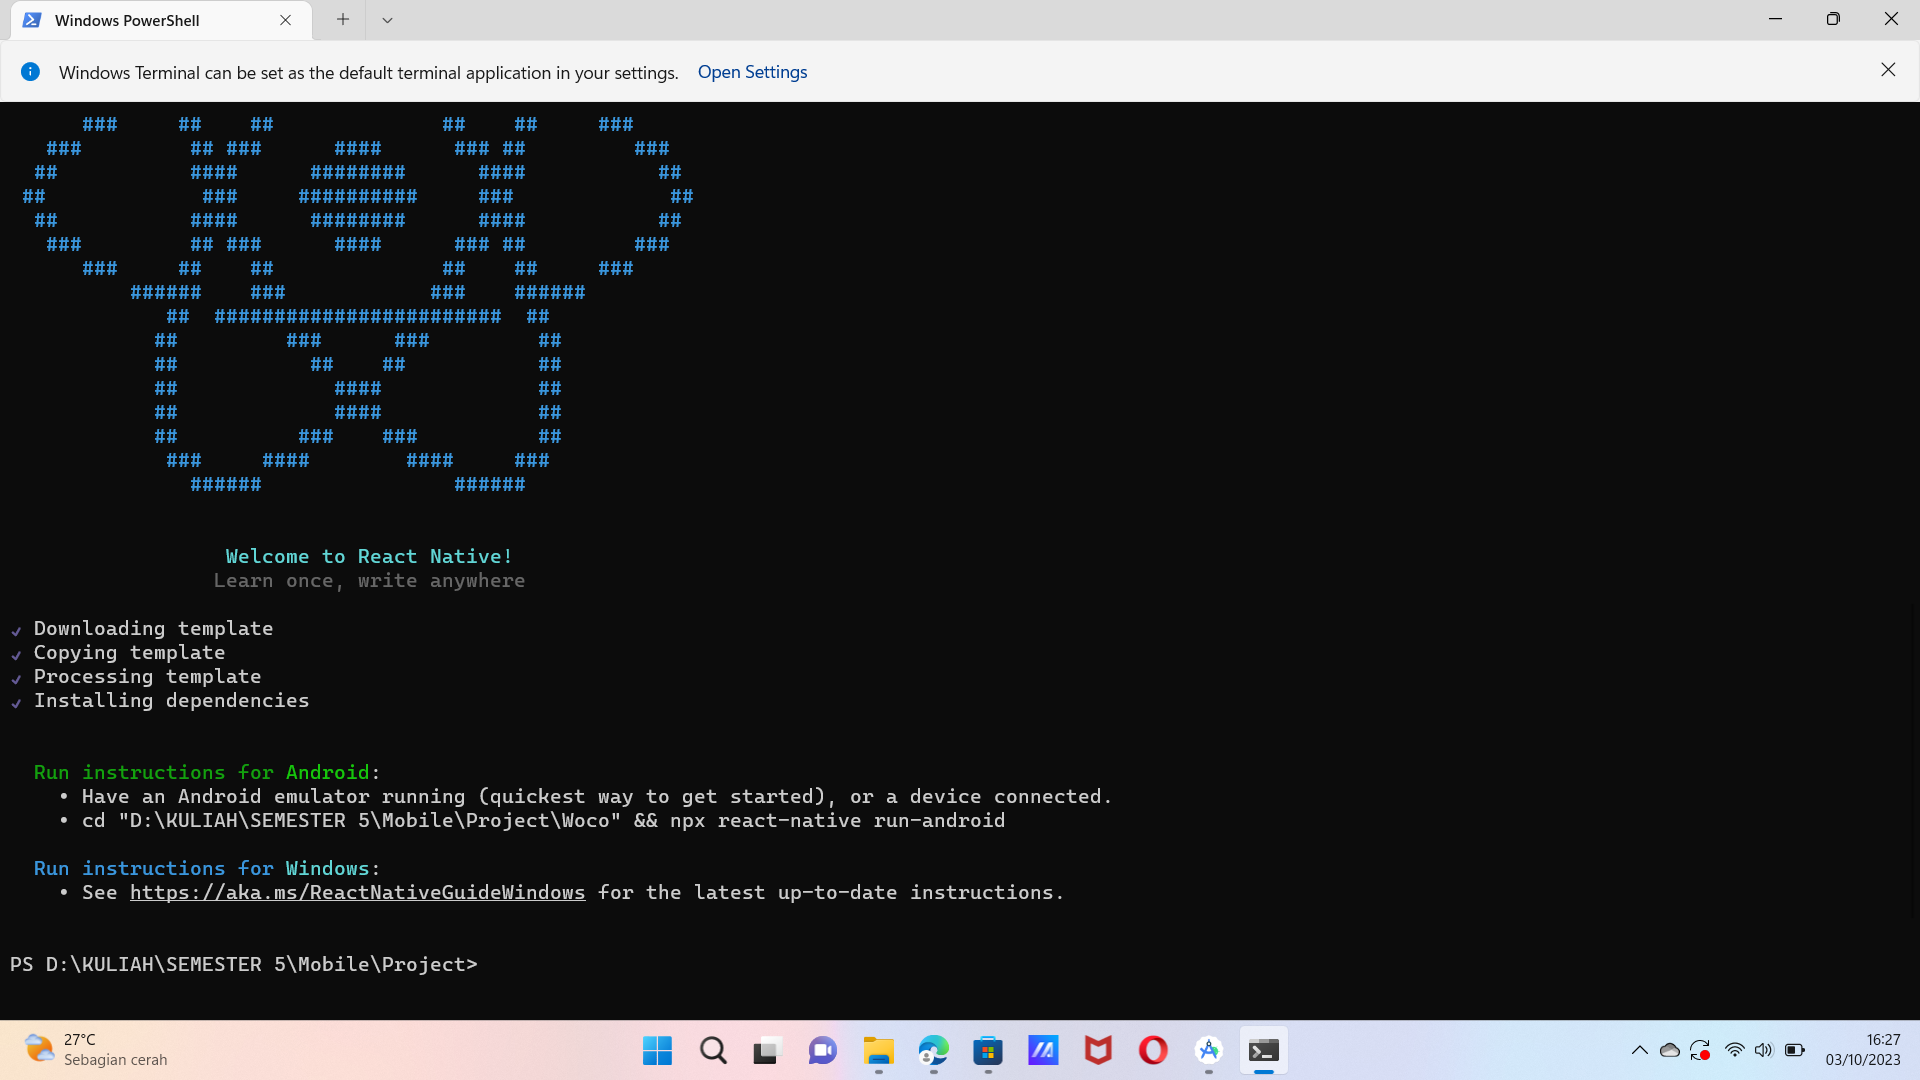 Windows PowerShell
Windows Terminal can be set as the default terminal application in your settings. Open Settings
      ###     ##    ##              ##    ##     ###
   ###         ## ###      ####      ### ##         ###
  ##           ####      ########      ####           ##
 ##             ###     ##########     ###             ##
  ##           ####      ########      ####           ##
   ###         ## ###      ####      ### ##         ###
      ###     ##    ##              ##    ##     ###
          ######    ###            ###    ######
             ##  ########################  ##
            ##         ###      ###         ##
            ##           ##    ##           ##
            ##             ####             ##
            ##             ####             ##
            ##          ###    ###          ##
             ###     ####        ####     ###
               ######                ######
Welcome to React Native!
Learn once, write anywhere
✔ Downloading template
✔ Copying template
✔ Processing template
✔ Installing dependencies
Run instructions for Android:
• Have an Android emulator running (quickest way to get started), or a device connected.
• cd "D:\KULIAH\SEMESTER 5\Mobile\Project\Woco" && npx react-native run-android
Run instructions for Windows:
• See https://aka.ms/ReactNativeGuideWindows for the latest up-to-date instructions.
PS D:\KULIAH\SEMESTER 5\Mobile\Project>
27°C
Sebagian cerah
16:27
03/10/2023